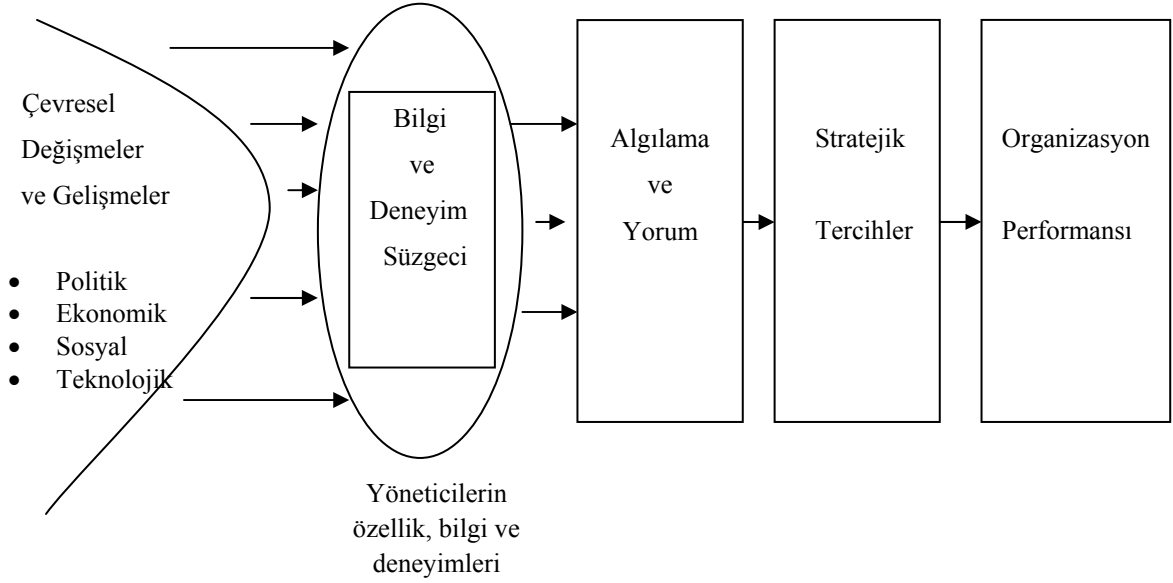 Çevresel
Değişmeler
ve Gelişmeler
• Politik
• Ekonomik
• Sosyal
• Teknolojik
Bilgi
ve
Deneyim
Süzgeci
Yöneticilerin
özellik, bilgi ve
deneyimleri
Algılama
ve
Yorum
Stratejik
Tercihler
Organizasyon
Performansı